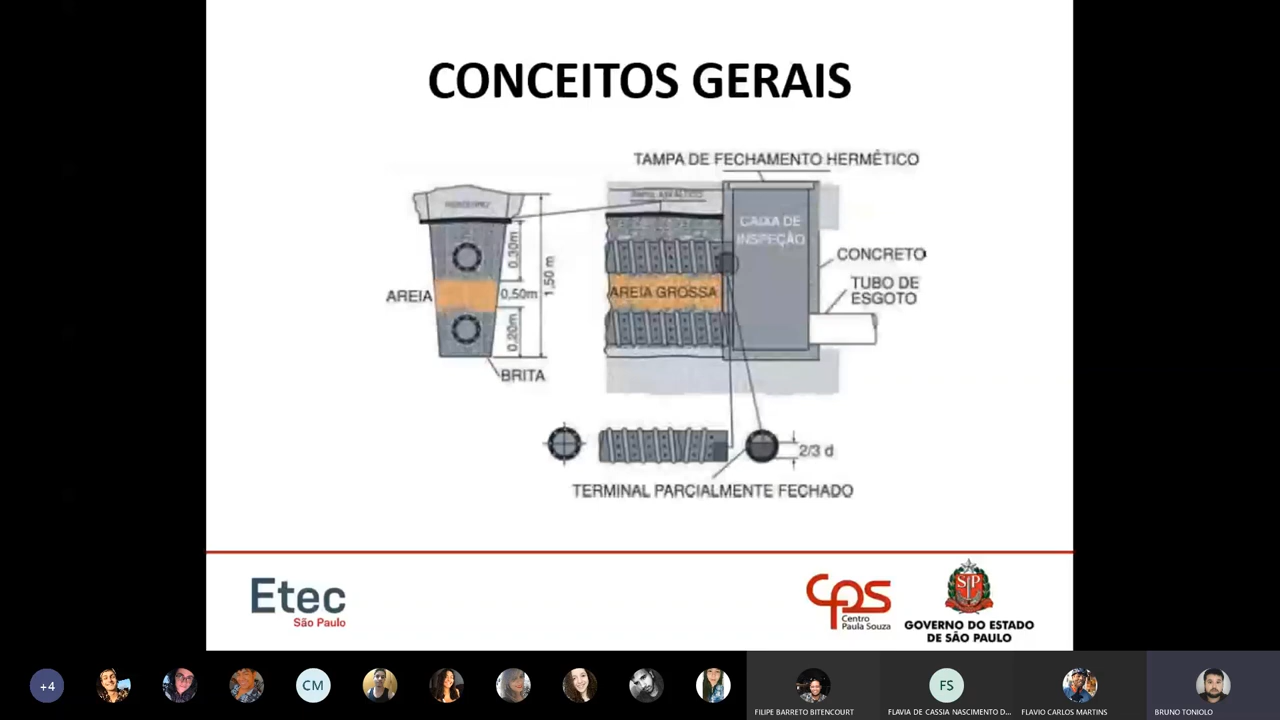 CONCEITOS GERAIS
TAMPA DE FECHAMENTO HERMÉTICO
CAIXA DE
INSPEÇÃO
0.30m
1,50 m
CONCRETO
TUBO DE
ESGOTO
AREIA
0,50m
AREIA GROSSA
0.20m
BRITA
2/3 d
TERMINAL PARCIALMENTE FECHADO
Etec
São Paulo
CPS
Centro
Paula Souza
SP
GOVERNO DO ESTADO
DE SÃO PAULO
+4
CM
FS
FILIPE BARRETO BITENCOURT
FLAVIA DE CASSIA NASCIMENTO D...
FLAVIO CARLOS MARTINS
BRUNO TONIOLO